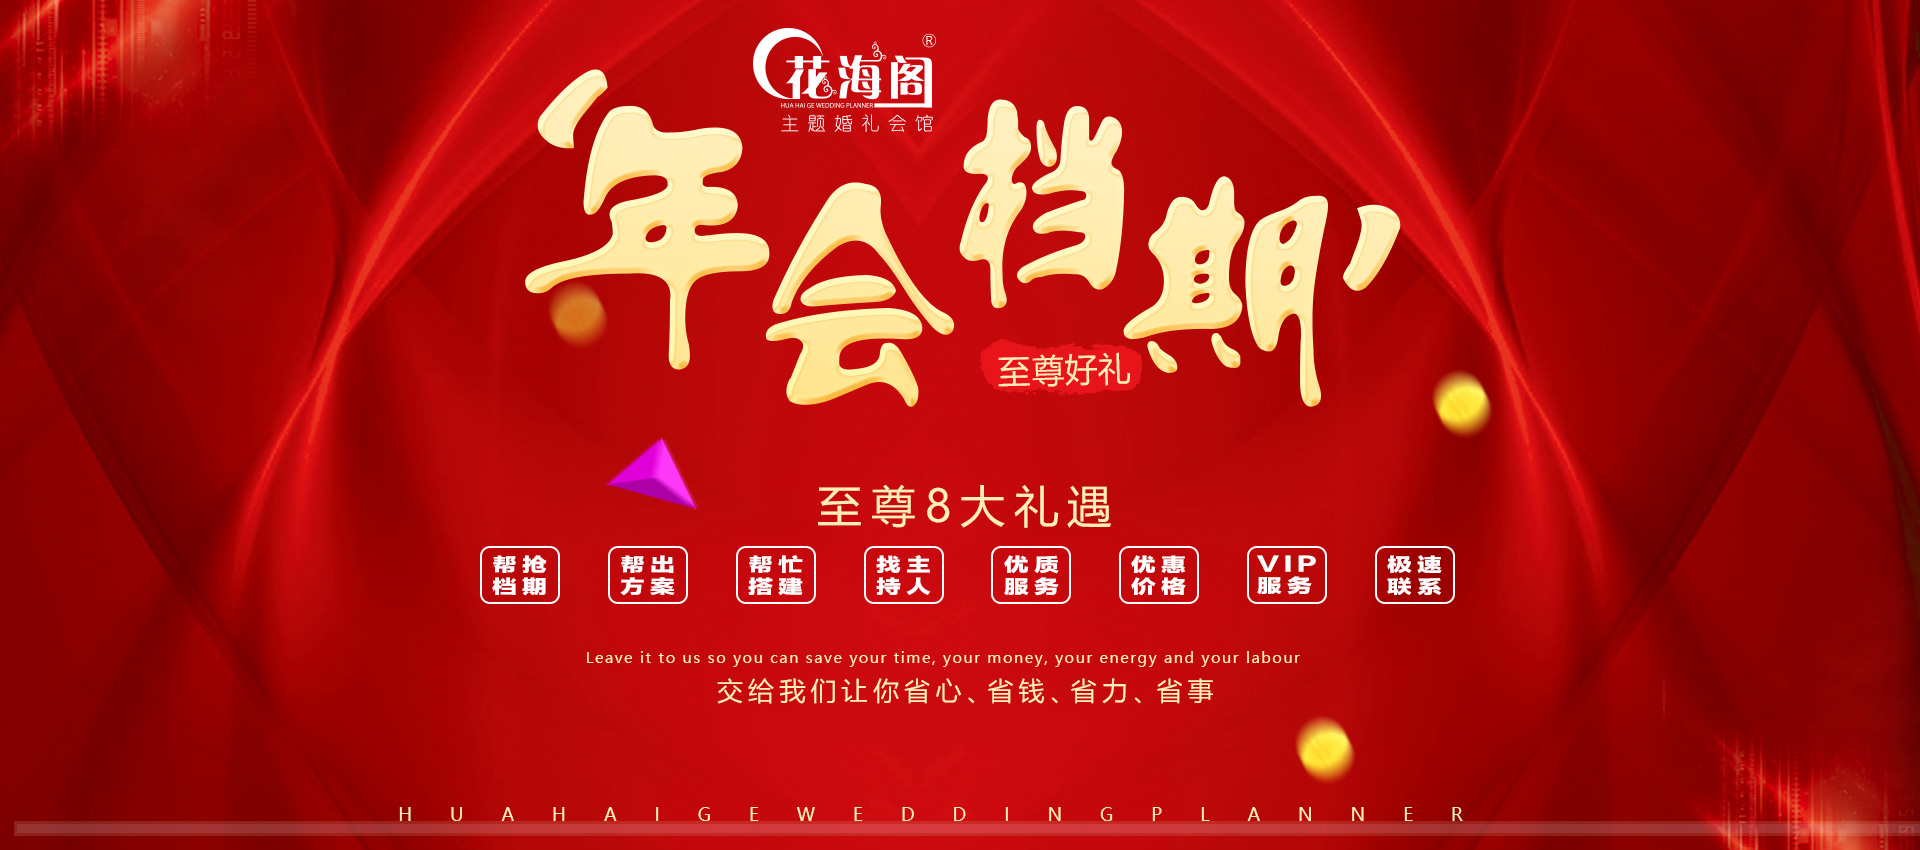 花海阁®
HUA HAI GE WEDDING PLANNER
主题婚礼会馆
年会档期
至尊好礼
至尊8大礼遇
帮抢档期
帮出方案
帮忙搭建
找主持人
优质服务
优惠价格
VIP服务
极速联系
Leave it to us so you can save your time, your money, your energy and your labour
交给我们让你省心、省钱、省力、省事
HUAHAIGEWEDDINGPLANNER